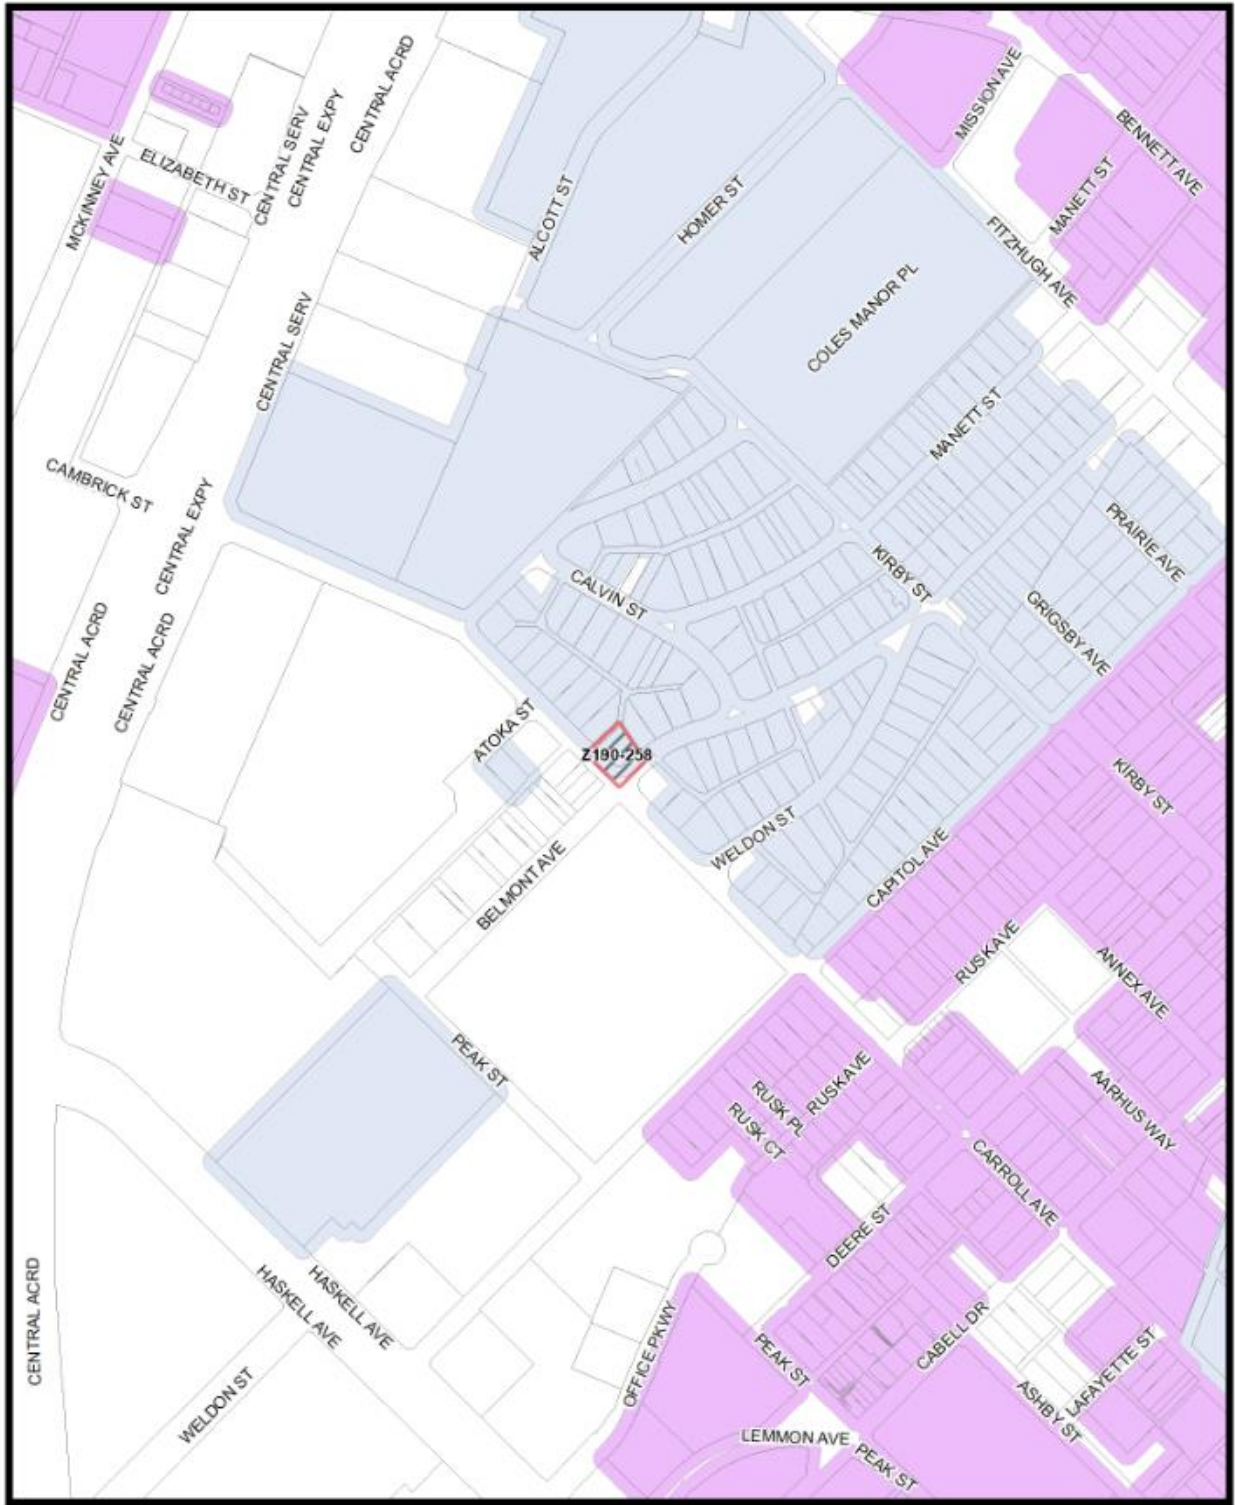 CENTRAL ACRD
MISSION AVE
CENTRAL SERV
CENTRAL EXPY
BENNETT AVE
MCKINNEY AVE
ELIZABETH ST
MANETT ST
ALCOTT ST
HOMER ST
FITZHUGH AVE
COLES MANOR PL
CENTRAL SERV
MANETT ST
CAMBRICK ST
CENTRAL EXPY
PRAIRIE AVE
KIRBY ST
CALVIN ST
GRIGSBY AVE
CENTRAL ACRD
CENTRAL ACRD
ATOKA ST
Z190-258
KIRBY ST
WELDON ST
CAPITOL AVE
BELMONT AVE
RUSK AVE
ANNEX AVE
PEAK ST
RUSK AVE
RUSK PL
RUSK CT
AARHUS WAY
CARROLL AVE
DEERE ST
CENTRAL ACRD
HASKELL AVE
HASKELL AVE
OFFICE PKWY
PEAK ST
CABELL DR
LAFAYETTE ST
ASHBY ST
WELDON ST
LEMMON AVE
PEAK ST